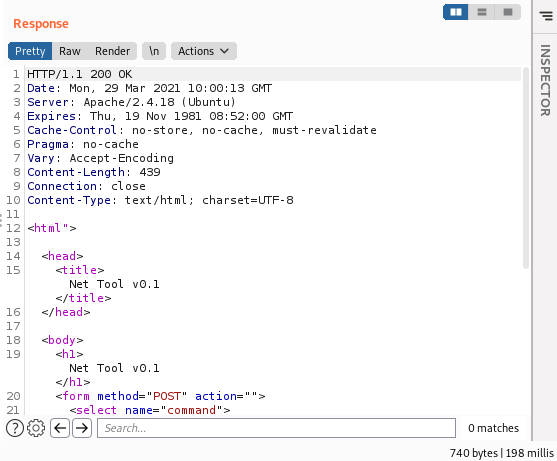 Response
Pretty Raw Render \n Actions
INSPECTOR
1 HTTP/1.1 200 OK
2 Date: Mon, 29 Mar 2021 10:00:13 GMT
3 Server: Apache/2.4.18 (Ubuntu)
4 Expires: Thu, 19 Nov 1981 08:52:00 GMT
5 Cache-Control: no-store, no-cache, must-revalidate
6 Pragma: no-cache
7 Vary: Accept-Encoding
8 Content-Length: 439
9 Connection: close
10 Content-Type: text/html; charset=UTF-8
11
12 <html">
13
14 <head>
15 <title>
Net Tool v0.1
</title>
16 </head>
17
18 <body>
19 <h1>
Net Tool v0.1
</h1>
20 <form method="POST" action="">
21 <select name="command">
? Search... 0 matches
740 bytes | 198 millis